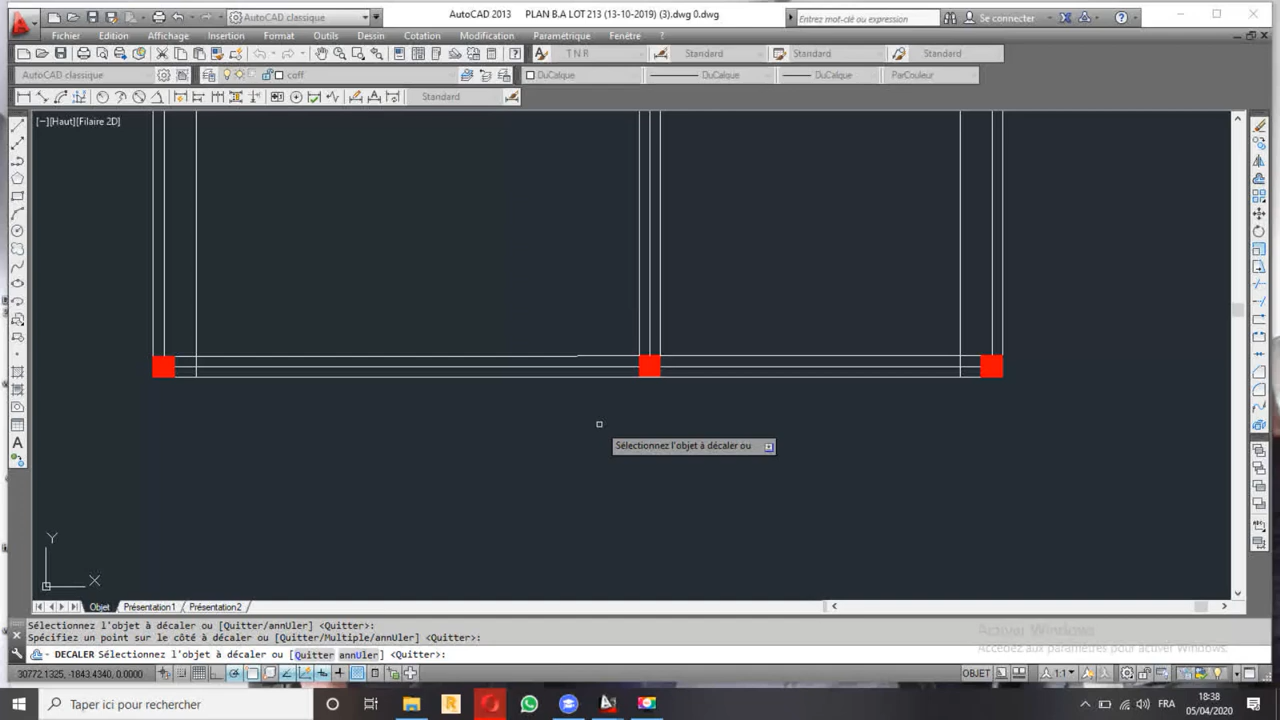 AutoCAD classique
AutoCAD 2013 PLAN B.A LOT 213 (13-10-2019) (3).dwg 0.dwg
Entrez mot-clé ou expression
Se connecter
Fichier Edition Affichage Insertion Format Outils Dessin Cotation Modification Paramétrique Fenêtre ?
T N R Standard Standard Standard
AutoCAD classique coff DuCalque DuCalque DuCalque ParCouleur
Standard
[−][Haut][Filaire 2D]
Sélectionnez l'objet à décaler ou
Y
X
Objet Présentation1 Présentation2
Sélectionnez l'objet à décaler ou [Quitter/annUler] <Quitter>:
Spécifiez un point sur le côté à décaler ou [Quitter/Multiple/annUler] <Quitter>:
DECALER Sélectionnez l'objet à décaler ou [Quitter annUler] <Quitter>:
Activer Windows
Accédez aux paramètres pour activer Windows.
30772.1325, -1843.4340, 0.0000
OBJET 1:1
Taper ici pour rechercher
FRA
18:38
05/04/2020